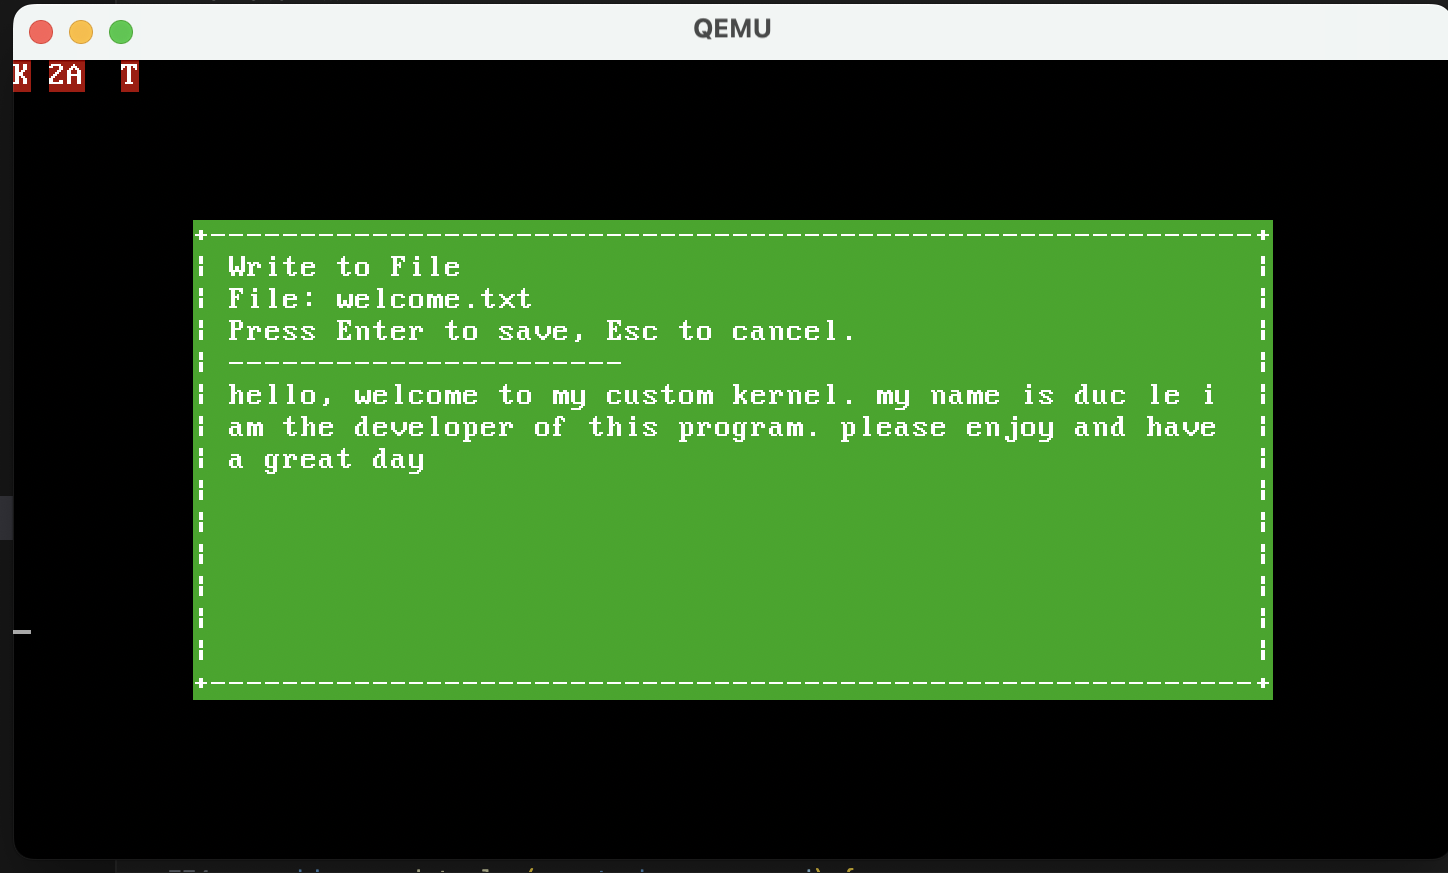 QEMU
K 2A  T
Write to File
File: welcome.txt
Press Enter to save, Esc to cancel.
----------------------
hello, welcome to my custom kernel. my name is duc le i
am the developer of this program. please enjoy and have
a great day